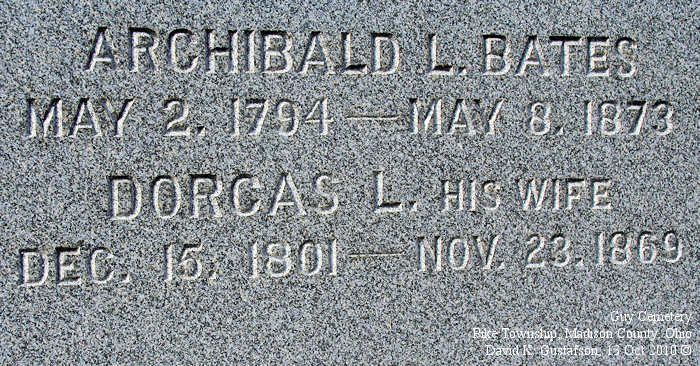 ARCHIBALD L. BATES
MAY 2. 1794 — MAY 8. 1873
DORCAS L. HIS WIFE
DEC. 15. 1801 — NOV. 23. 1869
Guy Cemetery
Pike Township, Madison County, Ohio
David K. Gustafson, 13 Oct 2010 ©